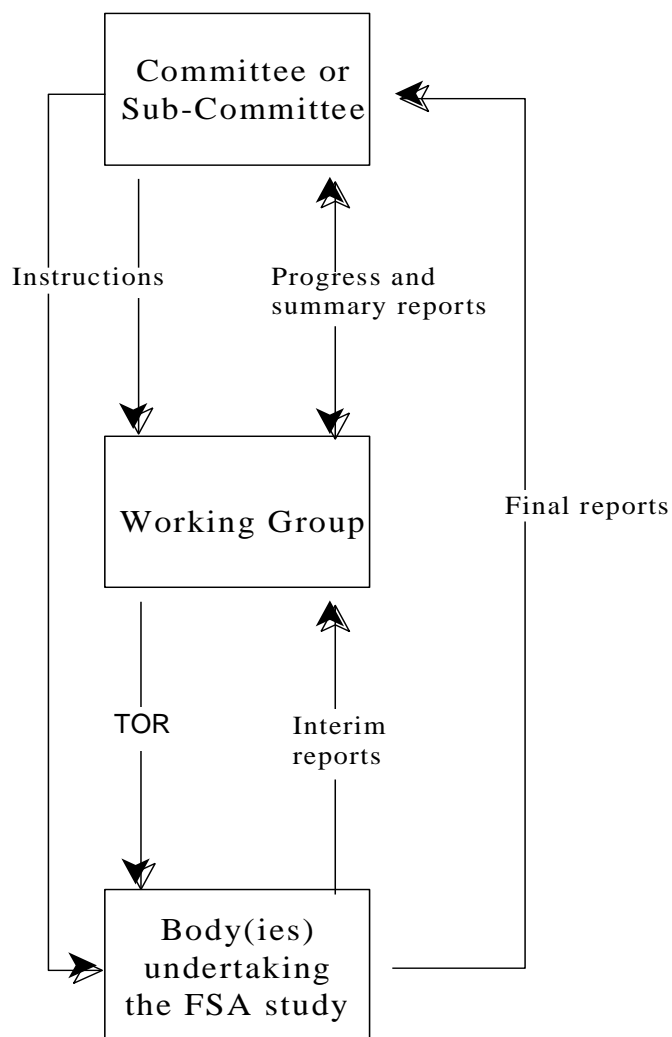 Committee or
Sub-Committee
Instructions
Progress and
summary reports
Working Group
Final reports
TOR
Interim
reports
Body(ies)
undertaking
the FSA study